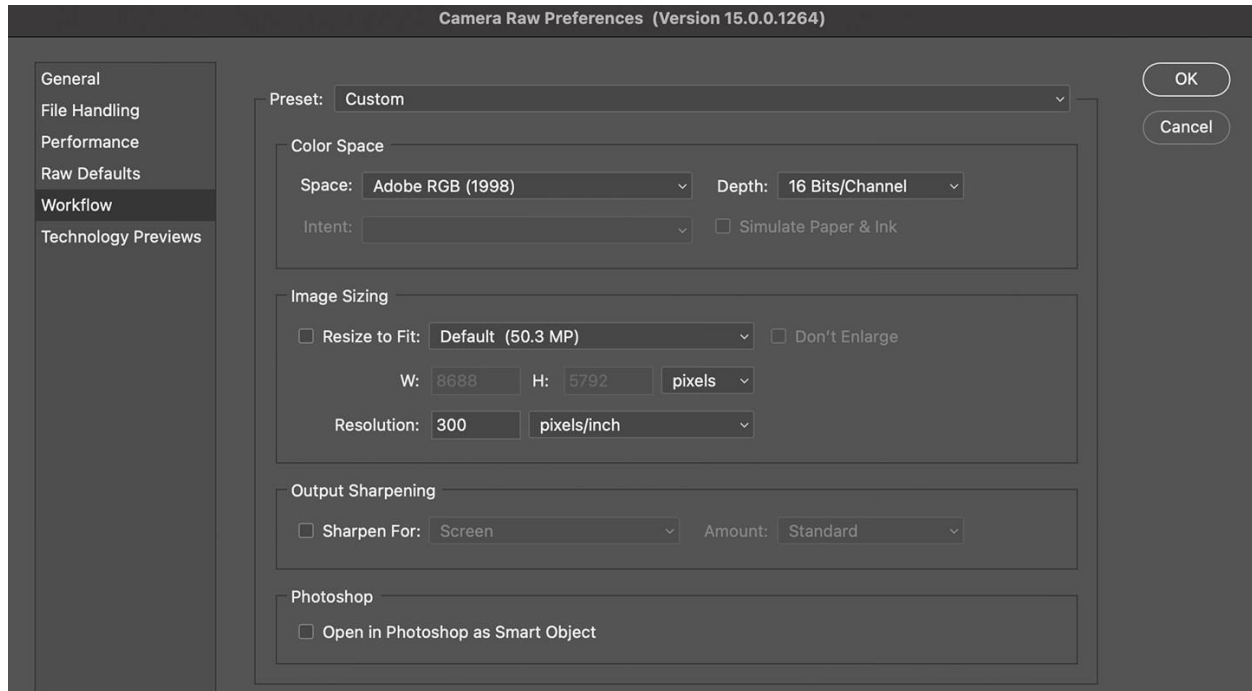 Camera Raw Preferences  (Version 15.0.0.1264)
General
File Handling
Performance
Raw Defaults
Workflow
Technology Previews
Preset: Custom
Color Space
Space: Adobe RGB (1998) Depth: 16 Bits/Channel
Intent: Simulate Paper & Ink
Image Sizing
Resize to Fit: Default  (50.3 MP) Don't Enlarge
W: 8688 H: 5792 pixels
Resolution: 300 pixels/inch
Output Sharpening
Sharpen For: Screen Amount: Standard
Photoshop
Open in Photoshop as Smart Object
OK
Cancel